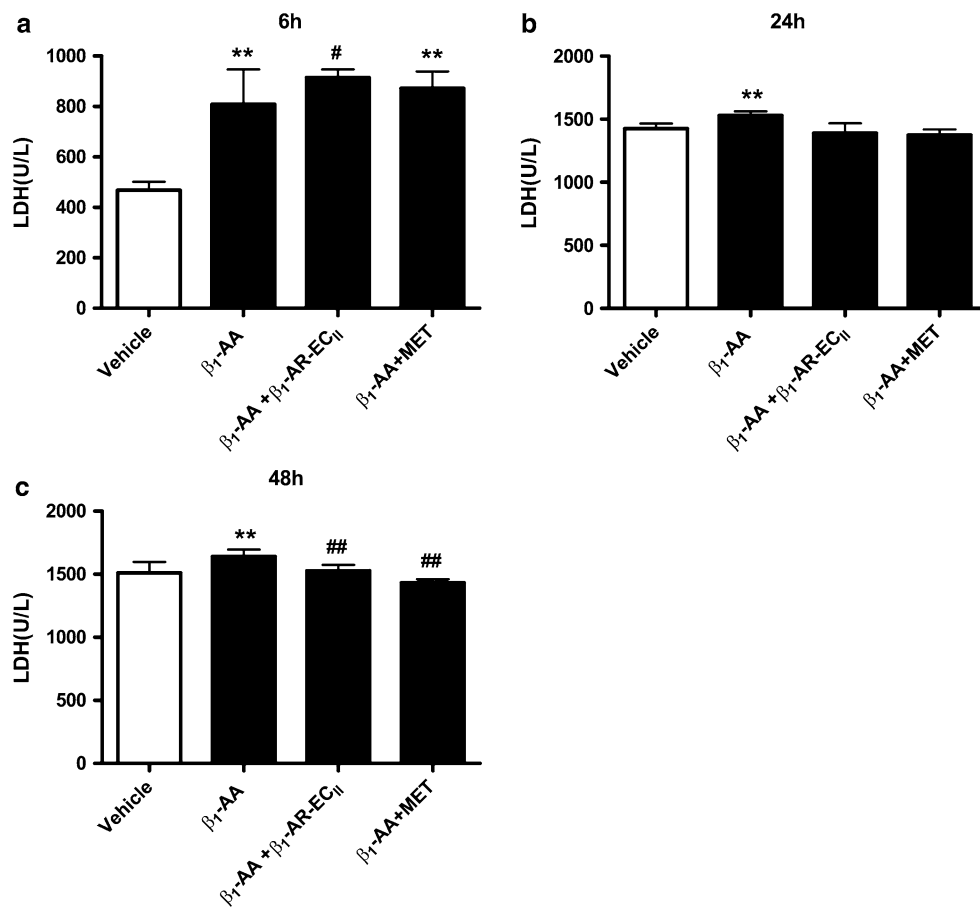 a
6h
LDH(U/L)
1000
800
600
400
200
0
**
#
**
Vehicle
β₁-AA
β₁-AA +β₁-AR-ECII
β₁-AA+MET
b
24h
LDH(U/L)
2000
1500
1000
500
0
**
Vehicle
β₁-AA
β₁-AA +β₁-AR-ECII
β₁-AA+MET
c
48h
LDH(U/L)
2000
1500
1000
500
0
**
##
##
Vehicle
β₁-AA
β₁-AA +β₁-AR-ECII
β₁-AA+MET